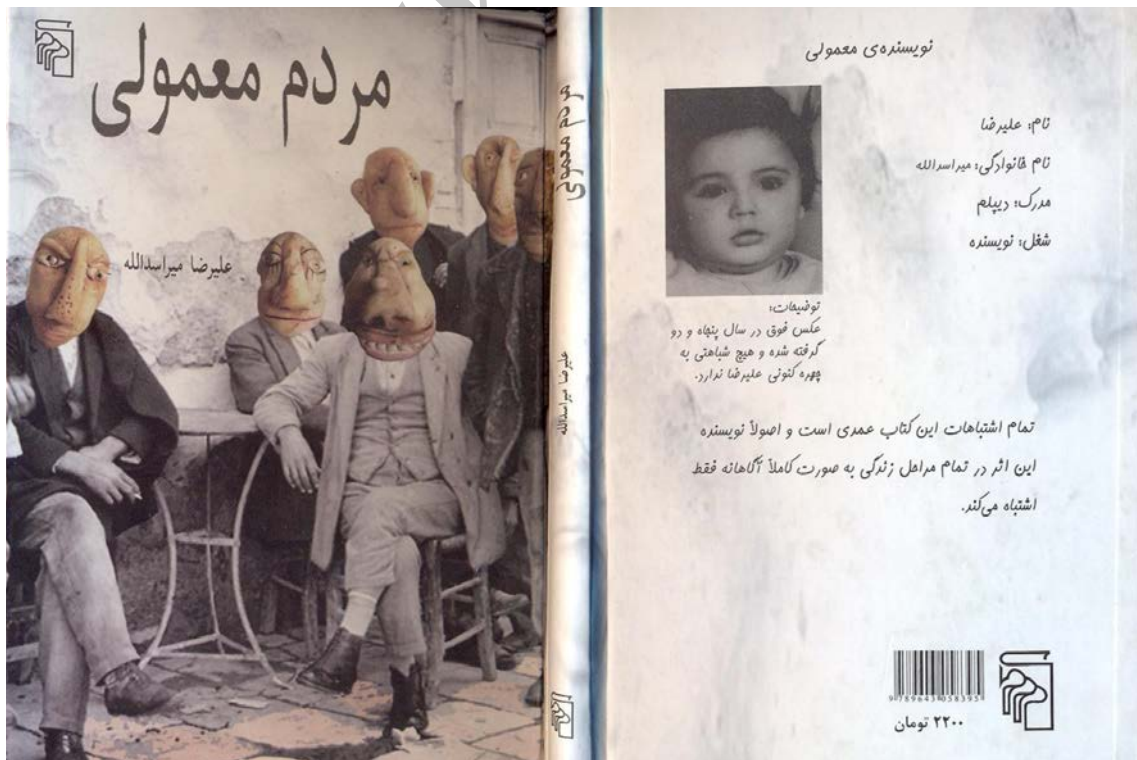 مردم معمولی
علیرضا میراسدالله
مردم معمولی
علیرضا میراسدالله
نویسنده‌ی معمولی
نام: علیرضا
نام خانوادگی: میراسدالله
مدرک: دیپلم
شغل: نویسنده
توضیحات:
عکس فوق در سال پنجاه و دو
گرفته شده و هیچ شباهتی به
چهره کنونی علیرضا ندارد.
تمام اشتباهات این کتاب عمدی است و اصولاً نویسنده
این اثر در تمام مراحل زندگی به صورت کاملاً آگاهانه فقط
اشتباه می‌کند.
9789643058395
۲۲۰۰ تومان